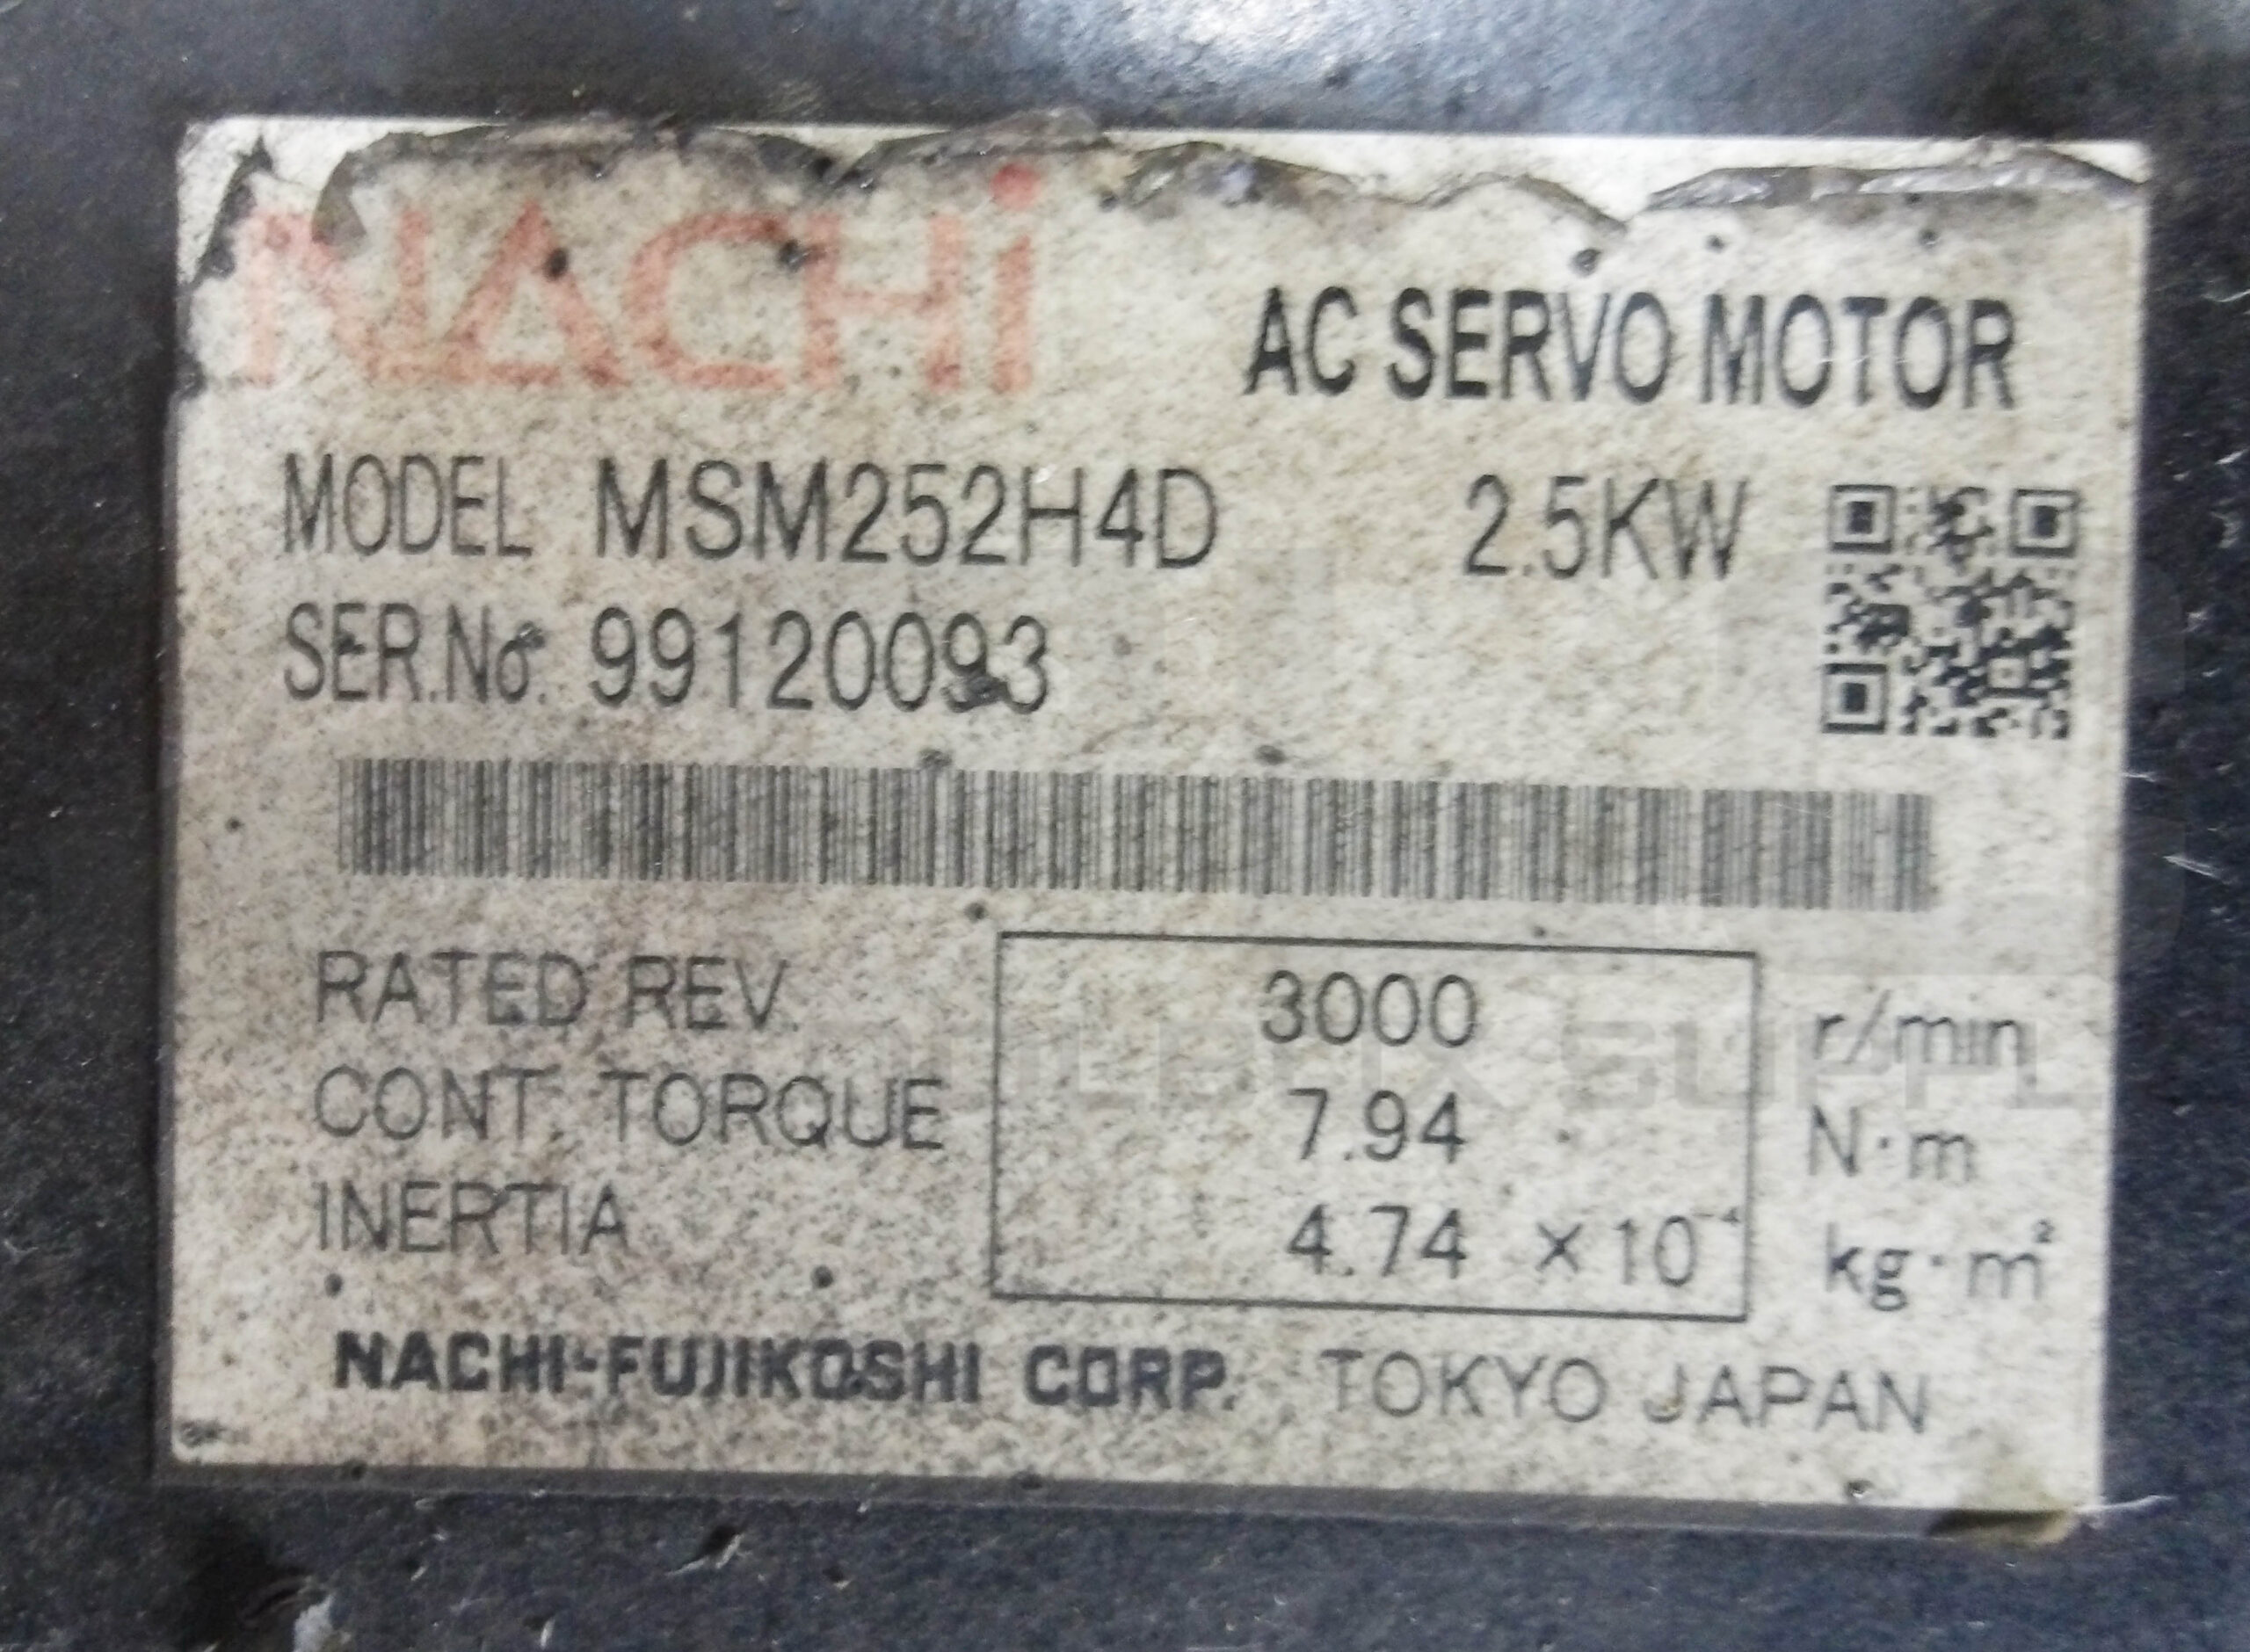 NACHi
AC SERVO MOTOR
MODEL MSM252H4D 2.5KW
SER.No. 99120093
RATED REV. 3000 r/min
CONT. TORQUE 7.94 N·m
INERTIA 4.74 ×10⁻⁴ kg·m²
NACHI-FUJIKOSHI CORP. TOKYO JAPAN